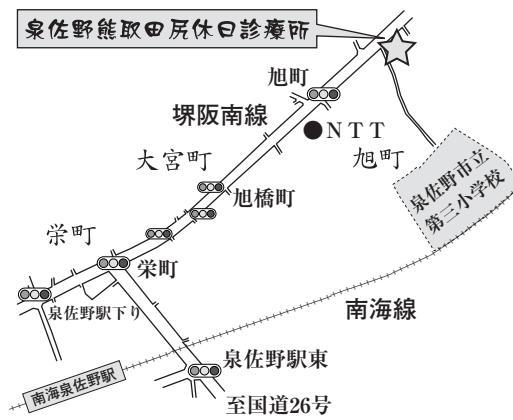 泉佐野熊取田尻休日診療所
旭町
堺阪南線
NTT
大宮町
旭町
旭橋町
泉佐野市立
第三小学校
栄町
栄町
泉佐野駅下り
南海線
泉佐野駅東
南海泉佐野駅
至国道26号